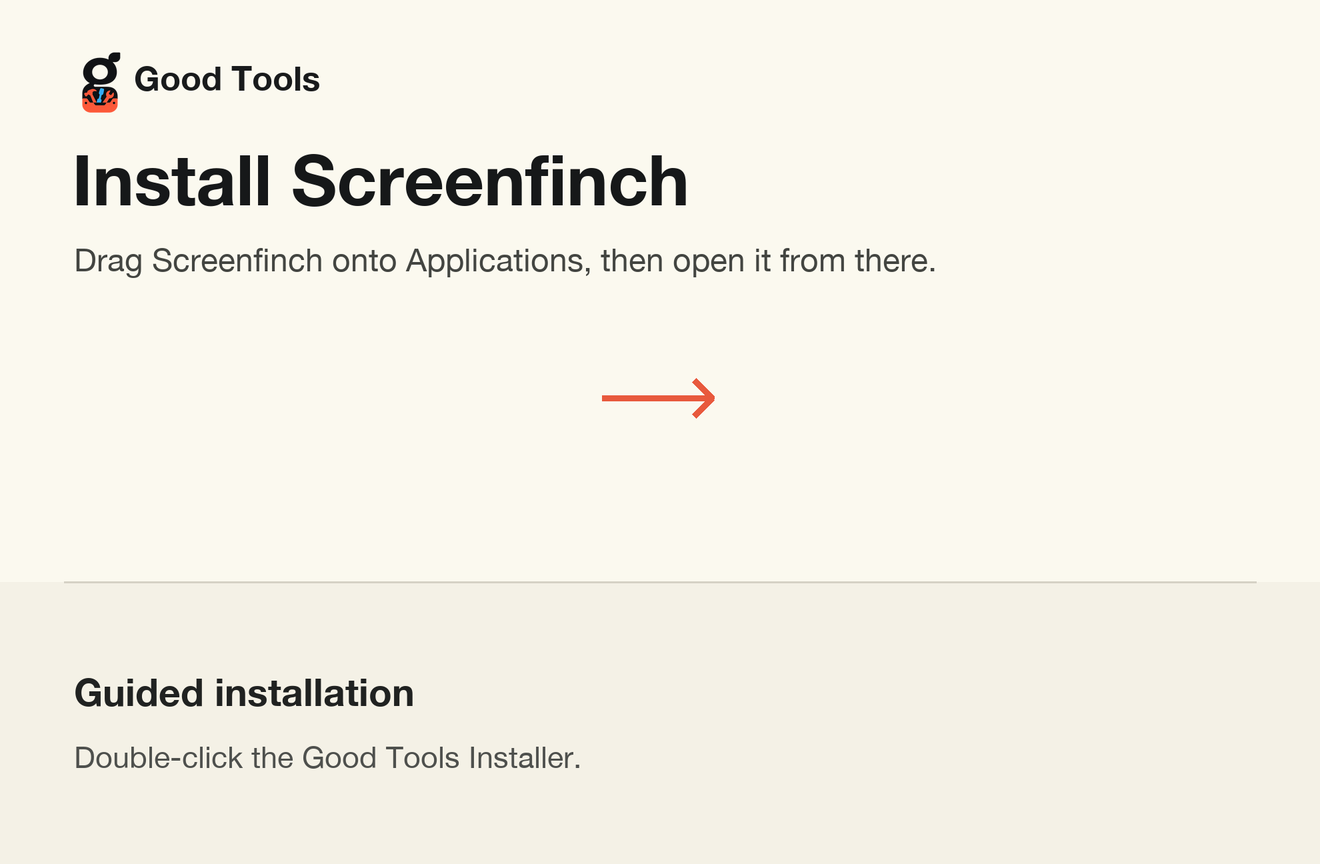 Good Tools
Install Screenfinch
Drag Screenfinch onto Applications, then open it from there.
Guided installation
Double-click the Good Tools Installer.